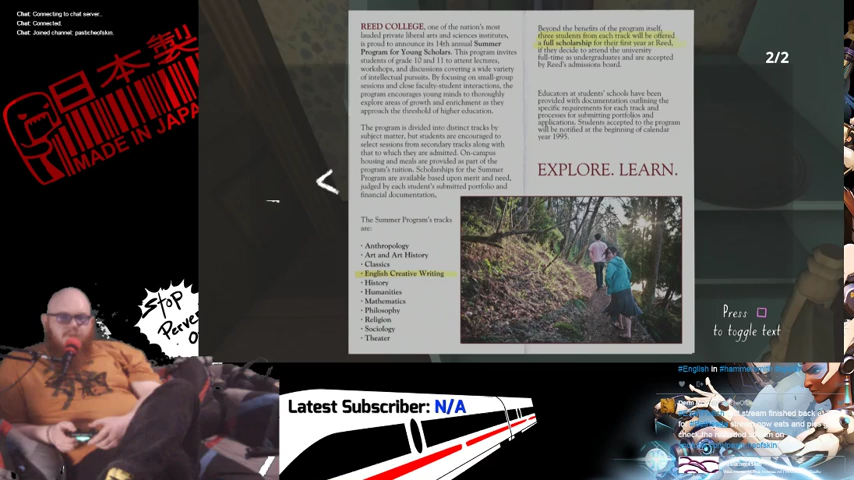 Chat: Connecting to chat server..
Chat: Connected.
Chat: Joined channel: pasteofskin.
日本製
MADE IN JAPA
REED COLLEGE, one of the nation's most
lauded private liberal arts and sciences institutes,
is proud to announce its 14th annual Summer
Program for Young Scholars. This program invites
students of grade 10 and 11 to attend lectures,
workshops, and discussions covering a wide variety
of intellectual pursuits. By focusing on small-group
sessions and close faculty-student interactions, the
program encourages young minds to thoroughly
explore areas of growth and enrichment as they
approach the threshold of higher education.
The program is divided into distinct tracks by
subject matter, but students are encouraged to
select sessions from secondary tracks along with
that to which they are admitted. On-campus
housing and meals are provided as part of the
program's tuition. Scholarships for the Summer
Program are available based upon merit and need,
judged by each student's submitted portfolio and
financial documentation,
The Summer Program's tracks
are:
· Anthropology
· Art and Art History
· Classics
· English Creative Writing
· History
· Humanities
· Mathematics
· Philosophy
· Religion
· Sociology
· Theater
Beyond the benefits of the program itself,
three students from each track will be offered
a full scholarship for their first year at Reed,
if they decide to attend the university
full-time as undergraduates and are accepted
by Reed's admissions board.
Educators at students' schools have been
provided with documentation outlining the
specific requirements for each track and
processes for submitting portfolios and
applications. Students accepted to the program
will be notified at the beginning of calendar
year 1995.
EXPLORE. LEARN.
2/2
Press
to toggle text
Stop
Perver
Latest Subscriber: N/A
#English in
stream finished back